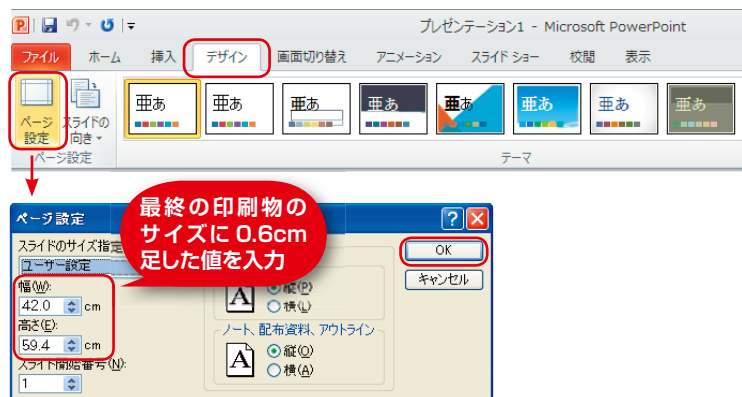 プレゼンテーション1 - Microsoft PowerPoint
ファイル ホーム 挿入 デザイン 画面切り替え アニメーション スライド ショー 校閲 表示
亜あ 亜あ 亜あ 亜あ 亜あ 亜あ 亜あ 亜あ
ページ設定
スライドの向き
ページ設定
テーマ
最終の印刷物の
サイズに 0.6cm
足した値を入力
ページ設定
スライドのサイズ指定
ユーザー設定
幅(W):
42.0 cm
高さ(E):
59.4 cm
スライド開始番号(N):
1
縦(P)
横(L)
ノート、配布資料、アウトライン
縦(O)
横(A)
A
A
OK
キャンセル